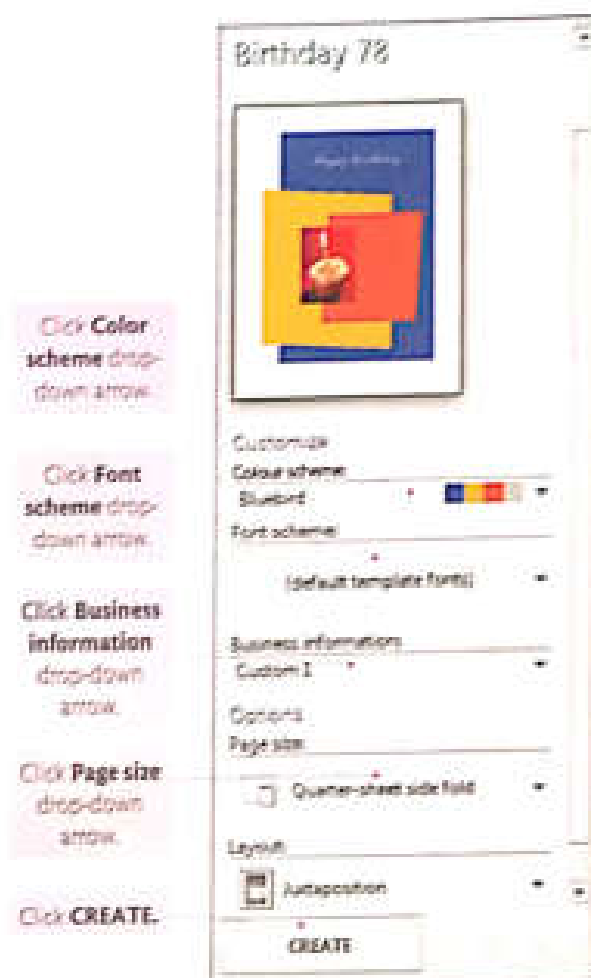 Birthday 78
Happy Birthday
Click Color
scheme drop-
down arrow.
Customize
Colour scheme:
Bluebird
Click Font
scheme drop-
down arrow.
Font scheme:
(default template fonts)
Click Business
information
drop-down
arrow.
Business information:
Custom 1
Options
Page size:
Click Page size
drop-down
arrow.
Quarter-sheet side fold
Layout:
Juxtaposition
Click CREATE.
CREATE